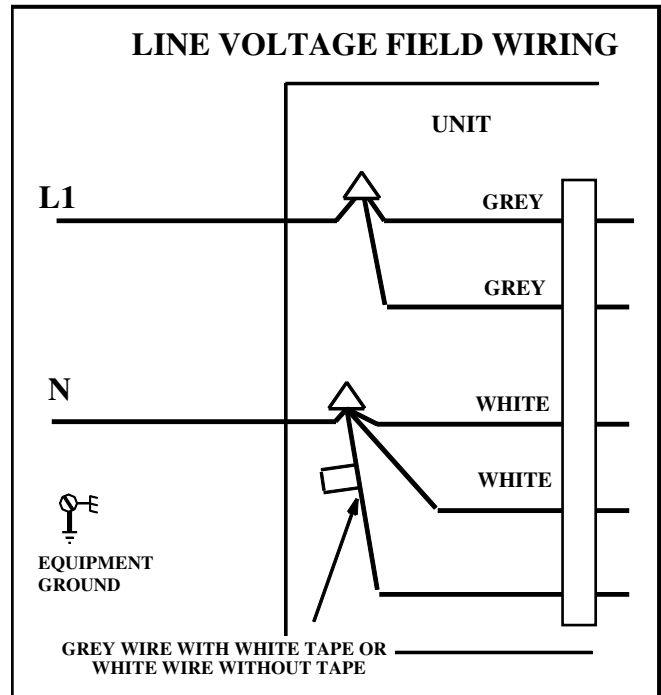 LINE VOLTAGE FIELD WIRING
UNIT
L1
GREY
GREY
N
WHITE
WHITE
EQUIPMENT
GROUND
GREY WIRE WITH WHITE TAPE OR
WHITE WIRE WITHOUT TAPE